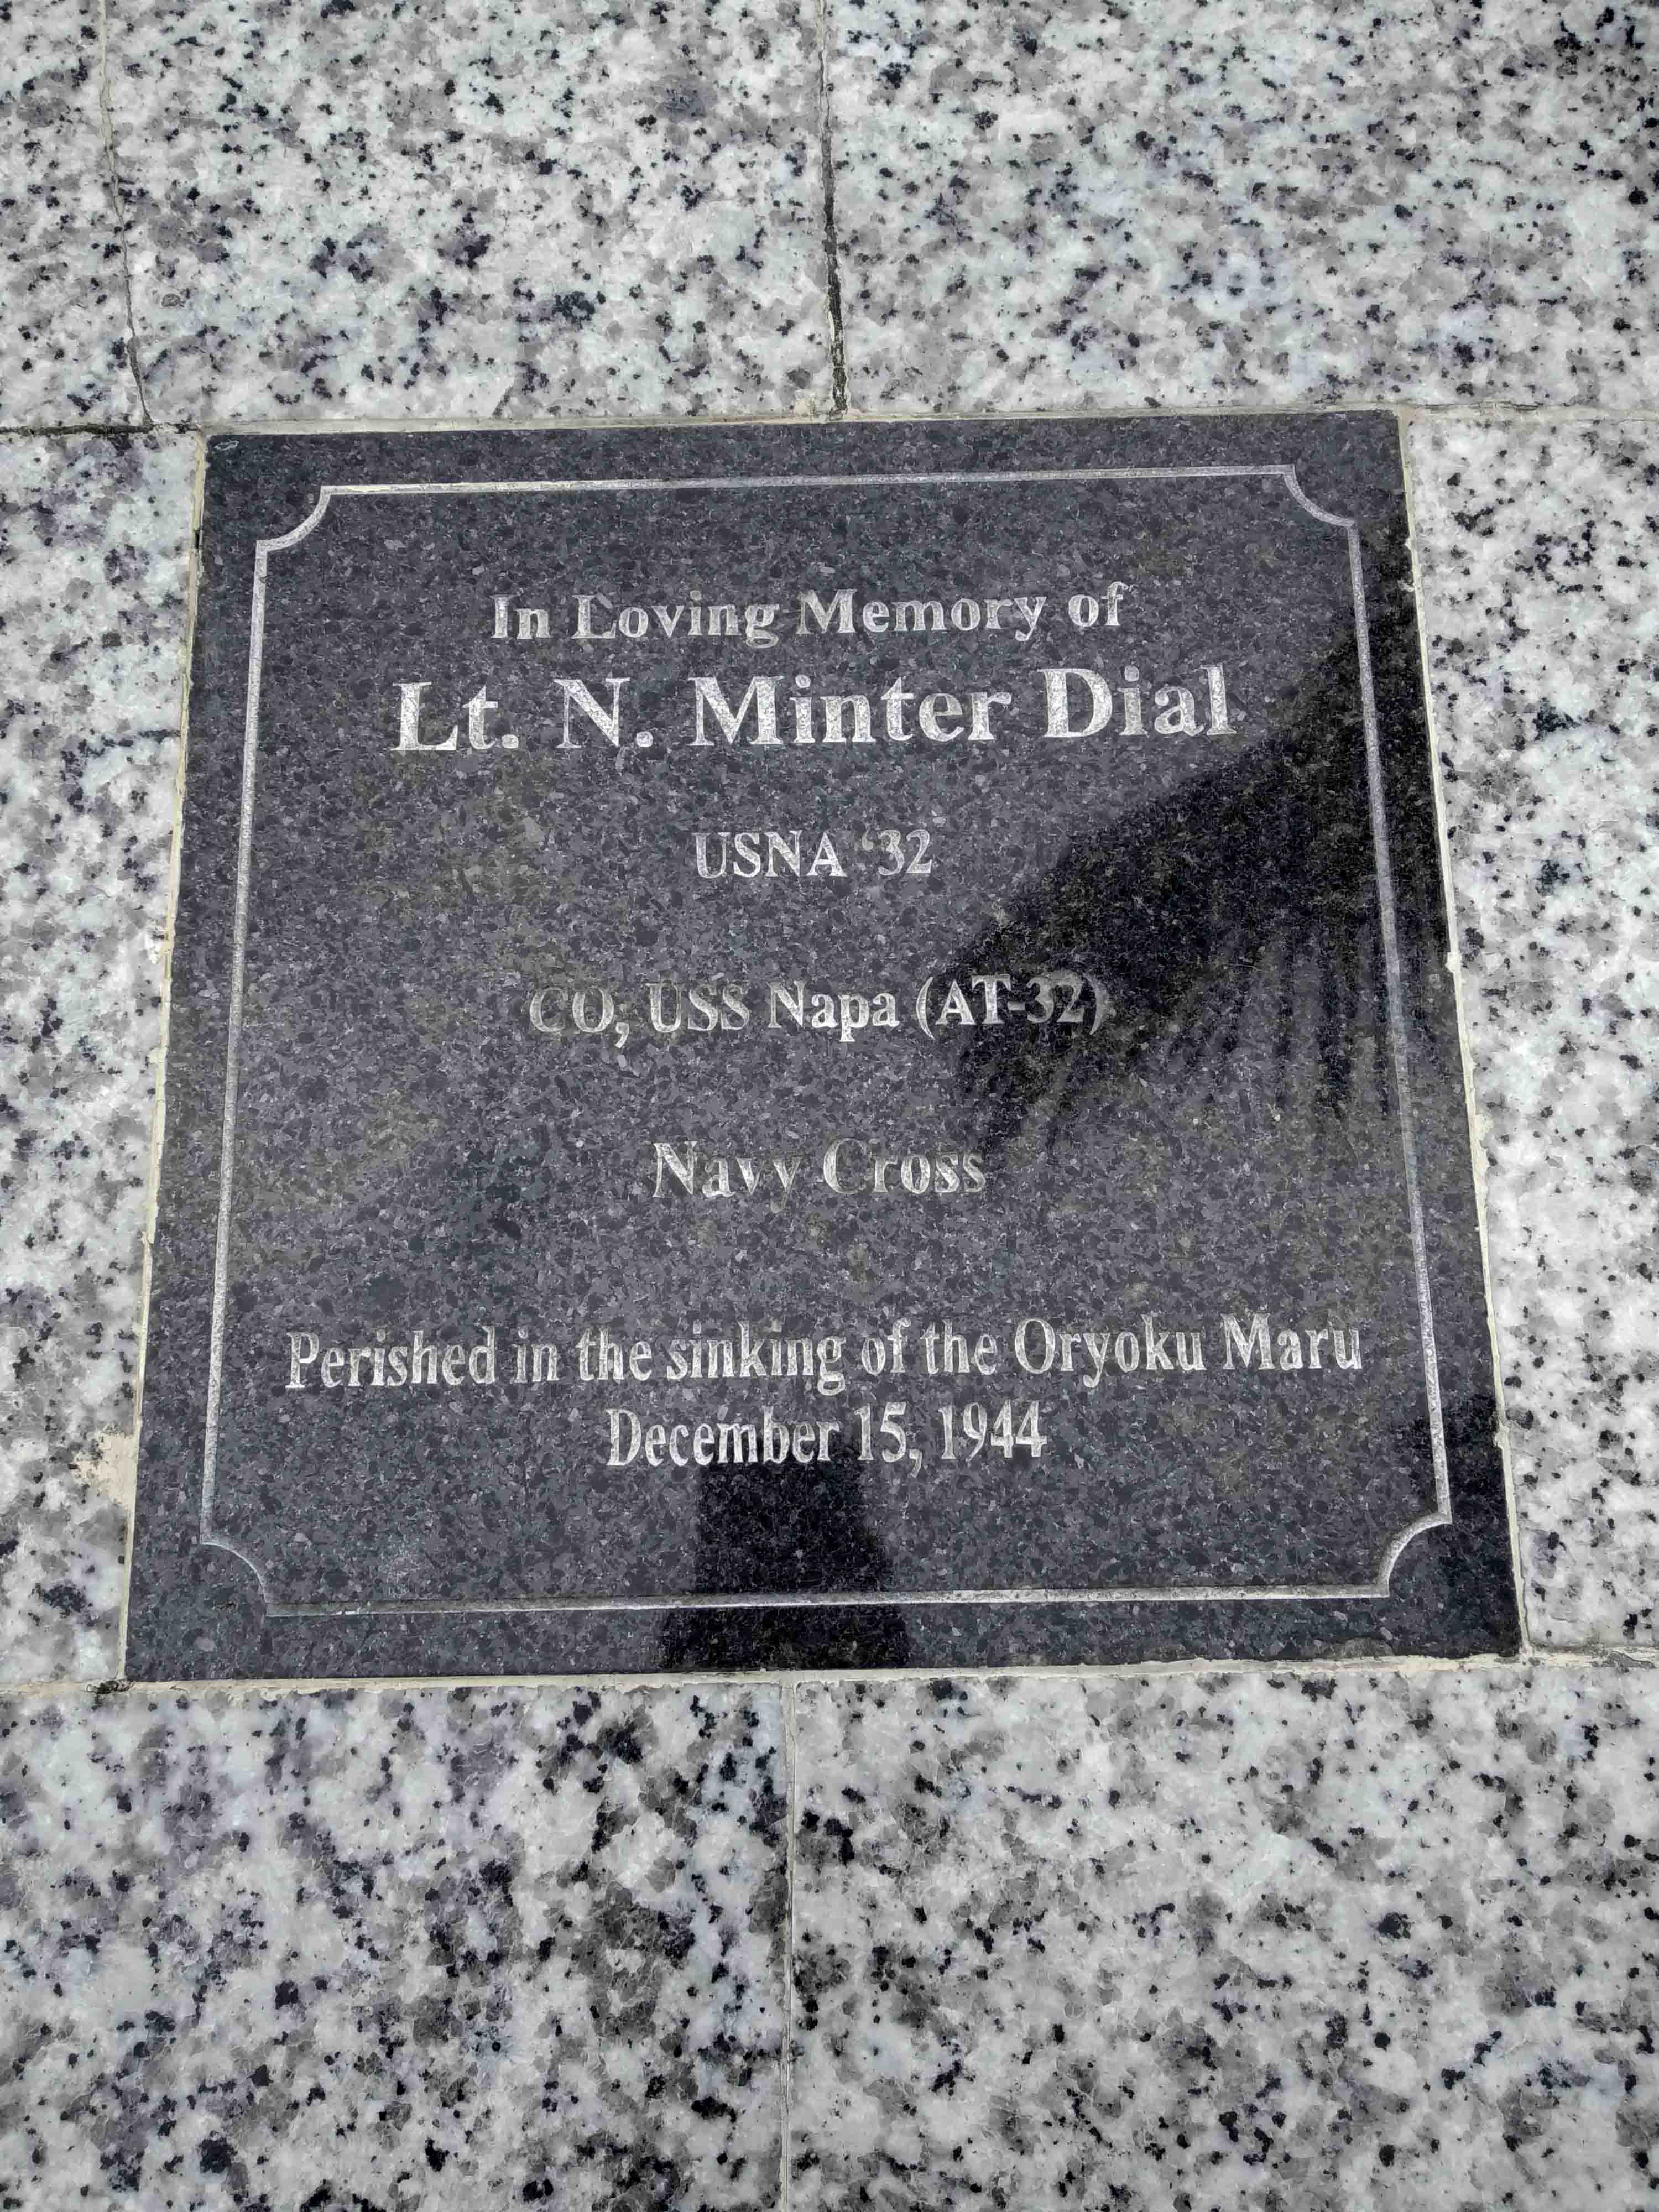 In Loving Memory of
Lt. N. Minter Dial
USNA ‘32
CO, USS Napa (AT-32)
Navy Cross
Perished in the sinking of the Oryoku Maru
December 15, 1944